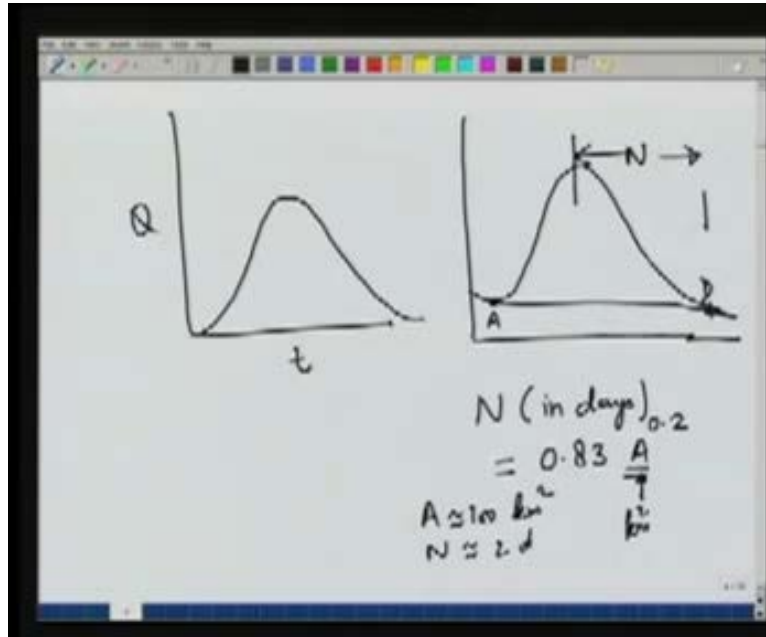 Q
t
N
A
D
N (in days)
0.2
= 0.83 A
A ≃ 100 km²
km²
N ≃ 2 d